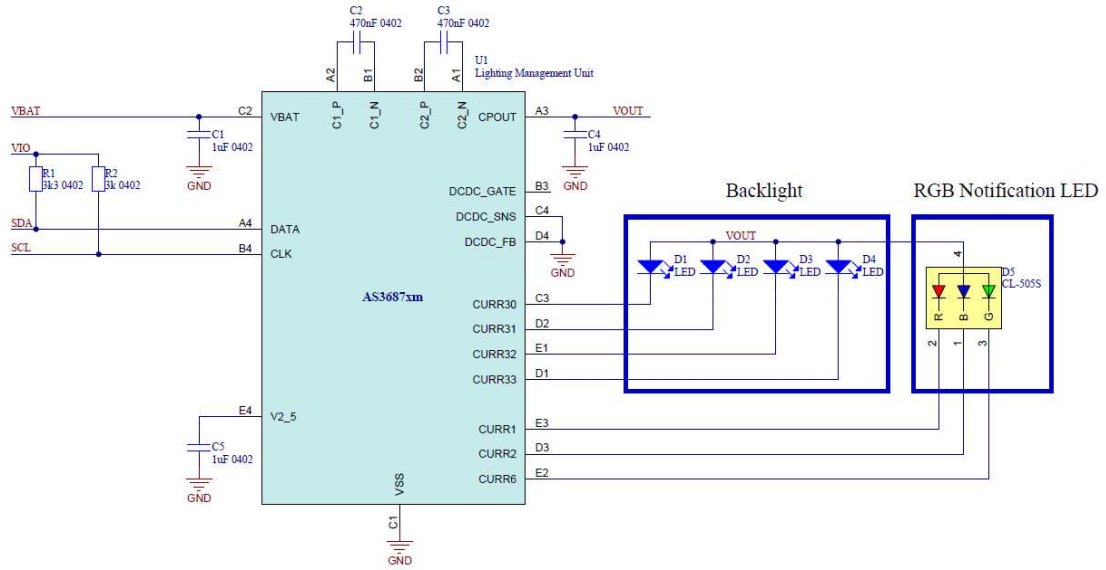 C2
470nF 0402
C3
470nF 0402
A2
B1
B2
A1
U1
Lighting Management Unit
C1_P
C1_N
C2_P
C2_N
VBAT
C2
VBAT
CPOUT
A3
VOUT
C1
1uF 0402
GND
C4
1uF 0402
GND
VIO
R1
3k3 0402
R2
3k 0402
SDA
A4
DATA
SCL
B4
CLK
DCDC_GATE
B3
DCDC_SNS
C4
DCDC_FB
D4
GND
Backlight
RGB Notification LED
VOUT
D1
LED
D2
LED
D3
LED
D4
LED
4
D5
CL-505S
R
B
G
2
1
3
AS3687xm
CURR30
C3
CURR31
D2
CURR32
E1
CURR33
D1
E4
V2_5
C5
1uF 0402
GND
CURR1
E3
CURR2
D3
CURR6
E2
VSS
C1
GND